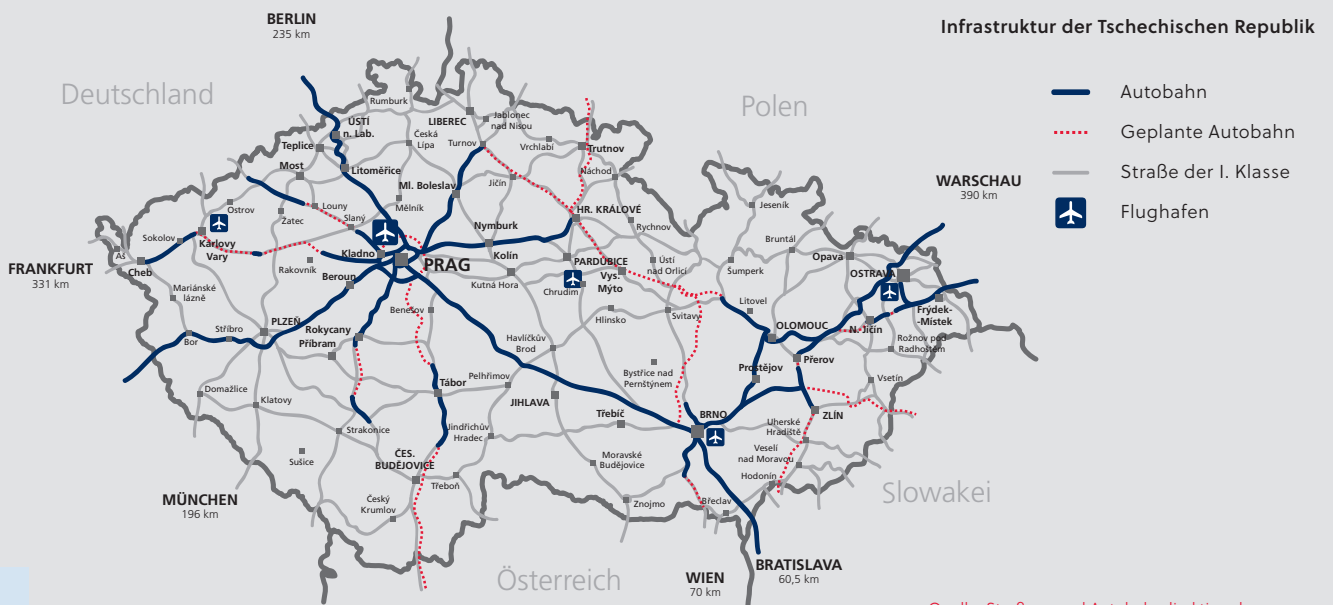 BERLIN
235 km
Infrastruktur der Tschechischen Republik
Deutschland
Polen
Autobahn
Geplante Autobahn
Straße der I. Klasse
Flughafen
WARSCHAU
390 km
FRANKFURT
331 km
MÜNCHEN
196 km
Österreich
WIEN
70 km
BRATISLAVA
60,5 km
Slowakei
Rumburk
ÚSTÍ
n. Lab.
LIBEREC
Jablonec
nad Nisou
Česká
Lípa
Turnov
Vrchlabí
Trutnov
Teplice
Most
Litoměřice
Ml. Boleslav
Jičín
Náchod
Ostrov
Žatec
Louny
Slaný
Mělník
Nymburk
HR. KRÁLOVÉ
Rychnov
Jeseník
Sokolov
Karlovy
Vary
Aš
Cheb
Rakovník
Kladno
PRAG
Kolín
PARDUBICE
Vys.
Mýto
Ústí
nad Orlicí
Šumperk
Bruntál
Opava
OSTRAVA
Mariánské
lázně
Beroun
Kutná Hora
Chrudim
Litovel
Frýdek-
-Místek
Stříbro
Bor
PLZEŇ
Rokycany
Příbram
Benešov
Havlíčkův
Brod
Hlinsko
Svitavy
OLOMOUC
N. Jičín
Rožnov pod
Radhoštěm
Přerov
Domažlice
Klatovy
Tábor
Pelhřimov
JIHLAVA
Bystřice nad
Pernštýnem
Prostějov
Vsetín
Strakonice
Jindřichův
Hradec
Třebíč
BRNO
ZLÍN
Uherské
Hradiště
Sušice
ČES.
BUDĚJOVICE
Třeboň
Moravské
Budějovice
Veselí
nad Moravou
Hodonín
Český
Krumlov
Znojmo
Břeclav